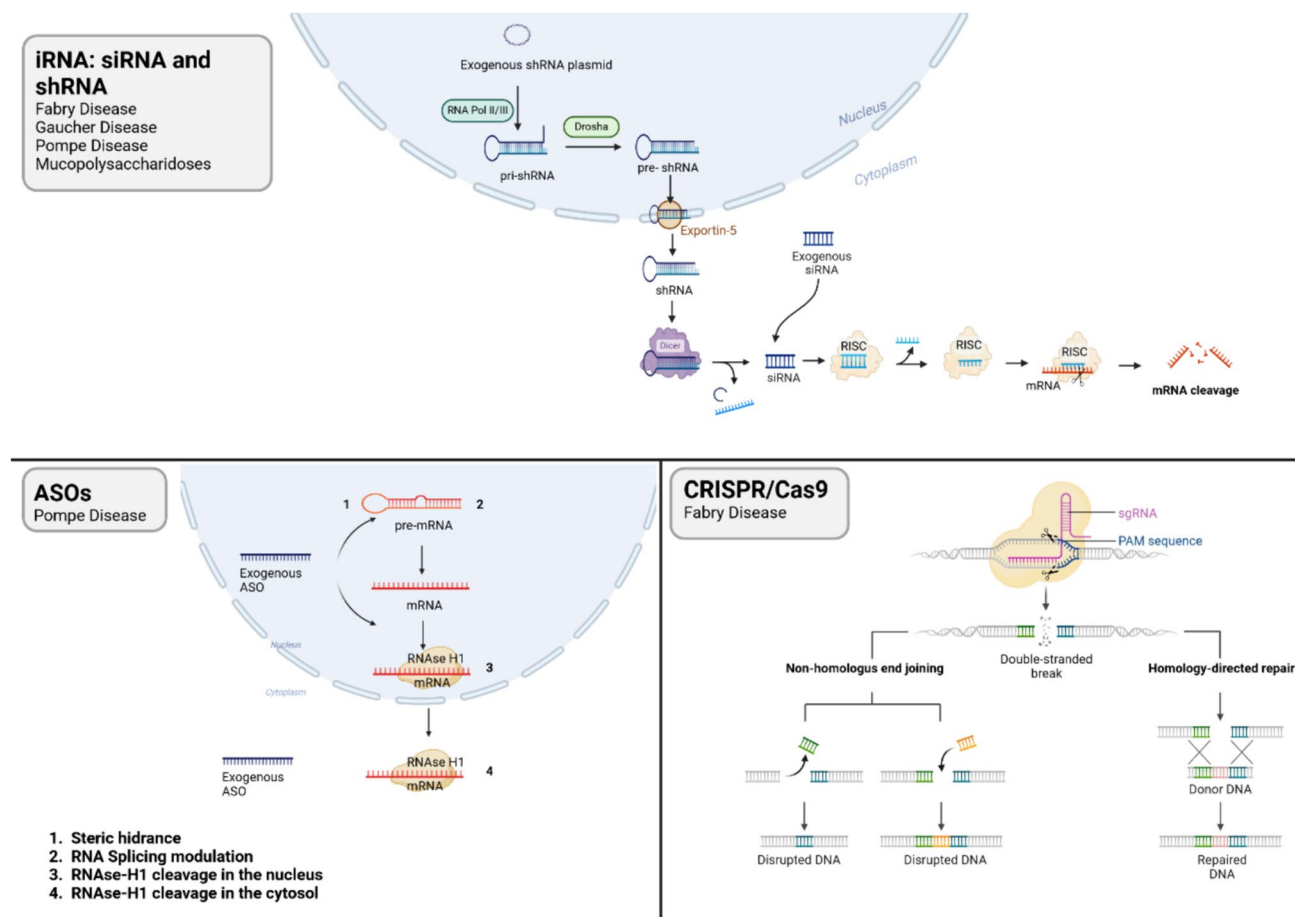 iRNA: siRNA and
shRNA
Fabry Disease
Gaucher Disease
Pompe Disease
Mucopolysaccharidoses
Exogenous shRNA plasmid
RNA Pol II/III
Drosha
pri-shRNA
pre- shRNA
Nucleus
Cytoplasm
Exportin-5
shRNA
Exogenous
siRNA
Dicer
siRNA
RISC
RISC
RISC
mRNA
mRNA cleavage
ASOs
Pompe Disease
1
2
pre-mRNA
Exogenous
ASO
mRNA
Nucleus
Cytoplasm
RNAse H1
mRNA
3
Exogenous
ASO
RNAse H1
mRNA
4
1. Steric hidrance
2. RNA Splicing modulation
3. RNAse-H1 cleavage in the nucleus
4. RNAse-H1 cleavage in the cytosol
CRISPR/Cas9
Fabry Disease
sgRNA
PAM sequence
Double-stranded
break
Non-homologus end joining
Homology-directed repair
Donor DNA
Disrupted DNA
Disrupted DNA
Repaired
DNA